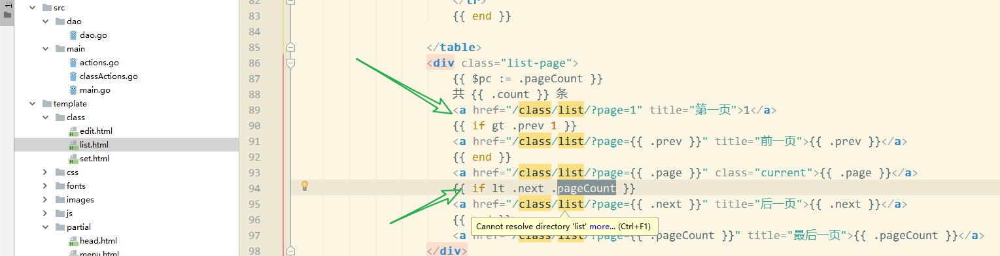 src
dao
dao.go
main
actions.go
classActions.go
main.go
template
class
edit.html
list.html
set.html
css
fonts
images
js
partial
head.html
menu.html
82 </tr>
83 {{ end }}
84
85 </table>
86 <div class="list-page">
87 {{ $pc := .pageCount }}
88 共 {{ .count }} 条
89 <a href="/class/list/?page=1" title="第一页">1</a>
90 {{ if gt .prev 1 }}
91 <a href="/class/list/?page={{ .prev }}" title="前一页">{{ .prev }}</a>
92 {{ end }}
93 <a href="/class/list/?page={{ .page }}" class="current">{{ .page }}</a>
94 {{ if lt .next .pageCount }}
95 <a href="/class/list/?page={{ .next }}" title="后一页">{{ .next }}</a>
96 {{
Cannot resolve directory 'list' more... (Ctrl+F1)
97 <a href="/class/list/?page={{ .pageCount }}" title="最后一页">{{ .pageCount }}</a>
98 </div>